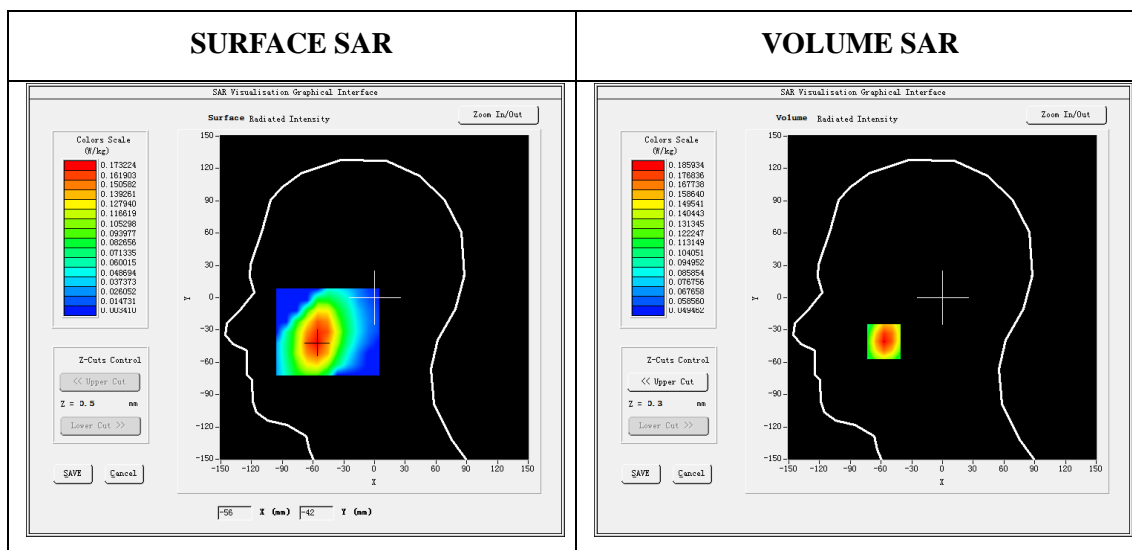 SURFACE SAR
VOLUME SAR
SAR Visualisation Graphical Interface
Surface Radiated Intensity
Zoom In/Out
Colors Scale
(W/kg)
0.173224
0.161903
0.150582
0.139261
0.127940
0.116619
0.105298
0.093977
0.082656
0.071335
0.060015
0.048694
0.037373
0.026052
0.014731
0.003410
150
120
90
60
30
0
-30
-60
-90
-120
-150
Y
-150 -120 -90 -60 -30 0 30 60 90 120 150
X
Z-Cuts Control
<< Upper Cut
Z = 0.5 mm
Lower Cut >>
SAVE Cancel
-56 X (mm) -42 Y (mm)
SAR Visualisation Graphical Interface
Volume Radiated Intensity
Zoom In/Out
Colors Scale
(W/kg)
0.185934
0.176836
0.167738
0.158640
0.149541
0.140443
0.131345
0.122247
0.113149
0.104051
0.094952
0.085854
0.076756
0.067658
0.058560
0.049462
150
120
90
60
30
0
-30
-60
-90
-120
-150
Y
-150 -120 -90 -60 -30 0 30 60 90 120 150
X
Z-Cuts Control
<< Upper Cut
Z = 0.3 mm
Lower Cut >>
SAVE Cancel